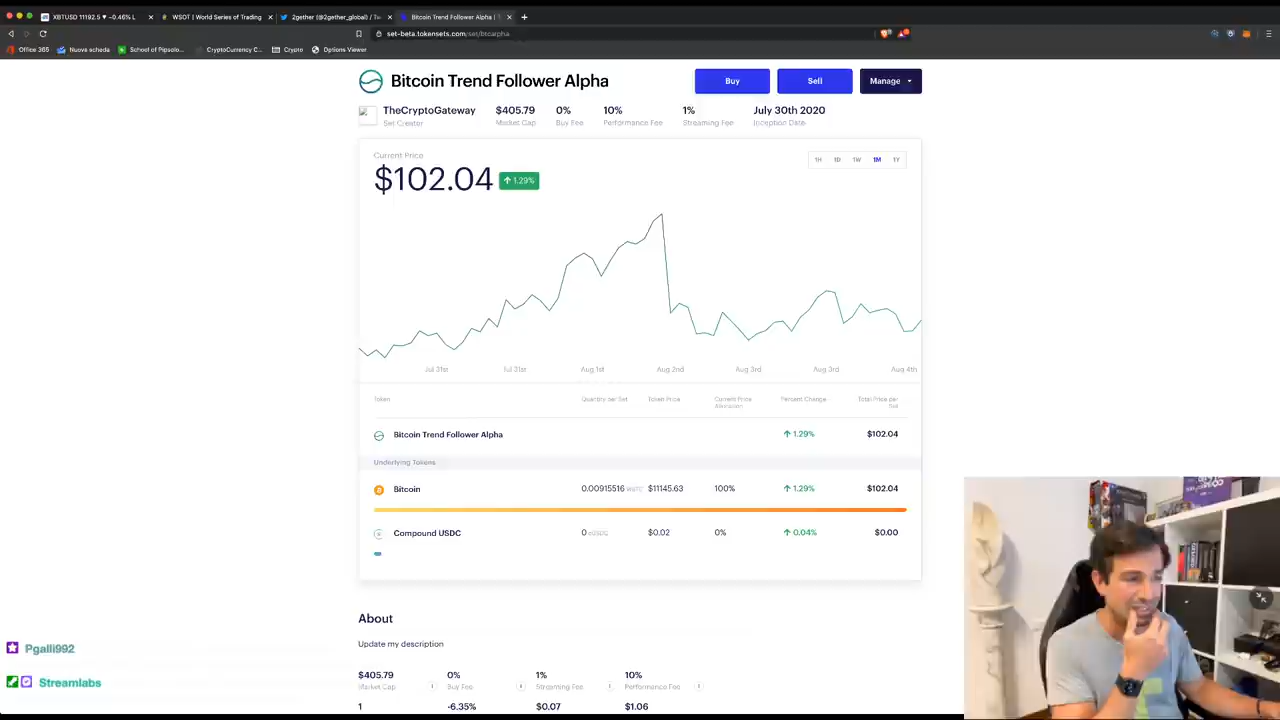 XBTUSD 11192.5 ▼ −0.46% L
WSOT | World Series of Trading
2gether (@2gether_global) / Tw
Bitcoin Trend Follower Alpha |
set-beta.tokensets.com/set/btcalpha
Office 365
Nuove scheda
School of Pipsolo...
CryptoCurrency C...
Crypto
Options Viewer
Bitcoin Trend Follower Alpha
Buy
Sell
Manage
TheCryptoGateway
Set Creator
$405.79
Market Cap
0%
Buy Fee
10%
Performance Fee
1%
Streaming Fee
July 30th 2020
Inception Date
Current Price
$102.04
1.29%
1H 1D 1W 1M 1Y
Jul 31st Jul 31st Aug 1st Aug 2nd Aug 3rd Aug 3rd Aug 4th
Token Quantity per Set Token Price Current Price Allocation Percent Change Total Price per Set
Bitcoin Trend Follower Alpha 1.29% $102.04
Underlying Tokens
Bitcoin 0.00915516 WBTC $11145.63 100% 1.29% $102.04
Compound USDC 0 cUSDC $0.02 0% 0.04% $0.00
About
Update my description
$405.79 0% 1% 10%
Market Cap Buy Fee Streaming Fee Performance Fee
1 -6.35% $0.07 $1.06
Pgalli992
Streamlabs